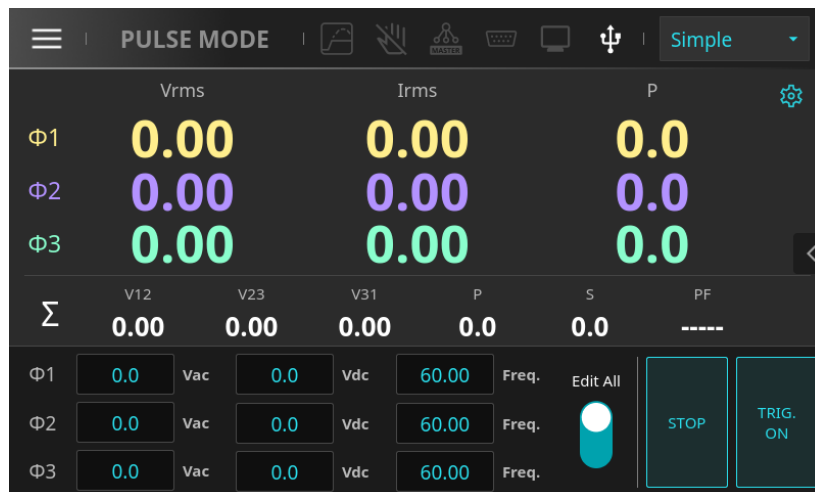 PULSE MODE MASTER Simple
Vrms Irms P
Φ1 0.00 0.00 0.0
Φ2 0.00 0.00 0.0
Φ3 0.00 0.00 0.0
V12 V23 V31 P S PF
Σ 0.00 0.00 0.00 0.0 0.0 -----
Φ1 0.0 Vac 0.0 Vdc 60.00 Freq. Edit All
Φ2 0.0 Vac 0.0 Vdc 60.00 Freq. STOP TRIG.
ON
Φ3 0.0 Vac 0.0 Vdc 60.00 Freq.